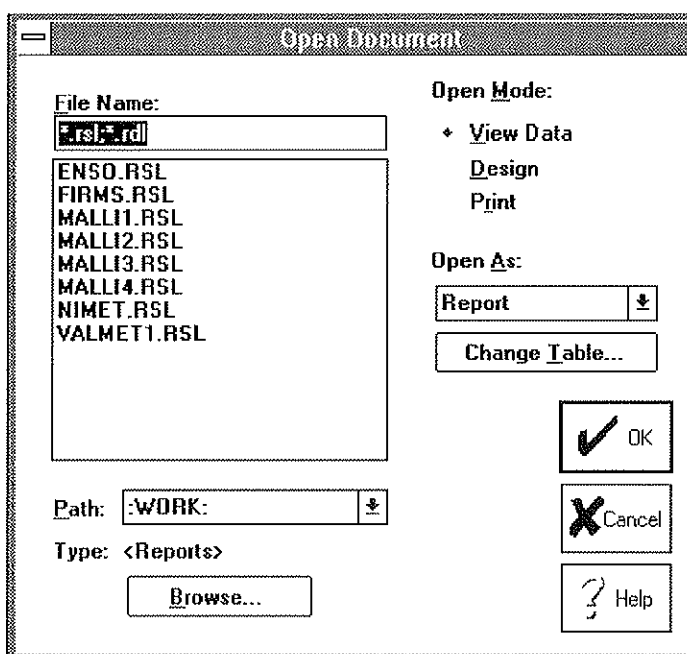 Open Document
File Name:
*.rsl;*.rdl
ENSO.RSL
FIRMS.RSL
MALLI1.RSL
MALLI2.RSL
MALLI3.RSL
MALLI4.RSL
NIMET.RSL
VALMET1.RSL
Path: :WORK:
Type: <Reports>
Browse...
Open Mode:
View Data
Design
Print
Open As:
Report
Change Table...
OK
Cancel
Help